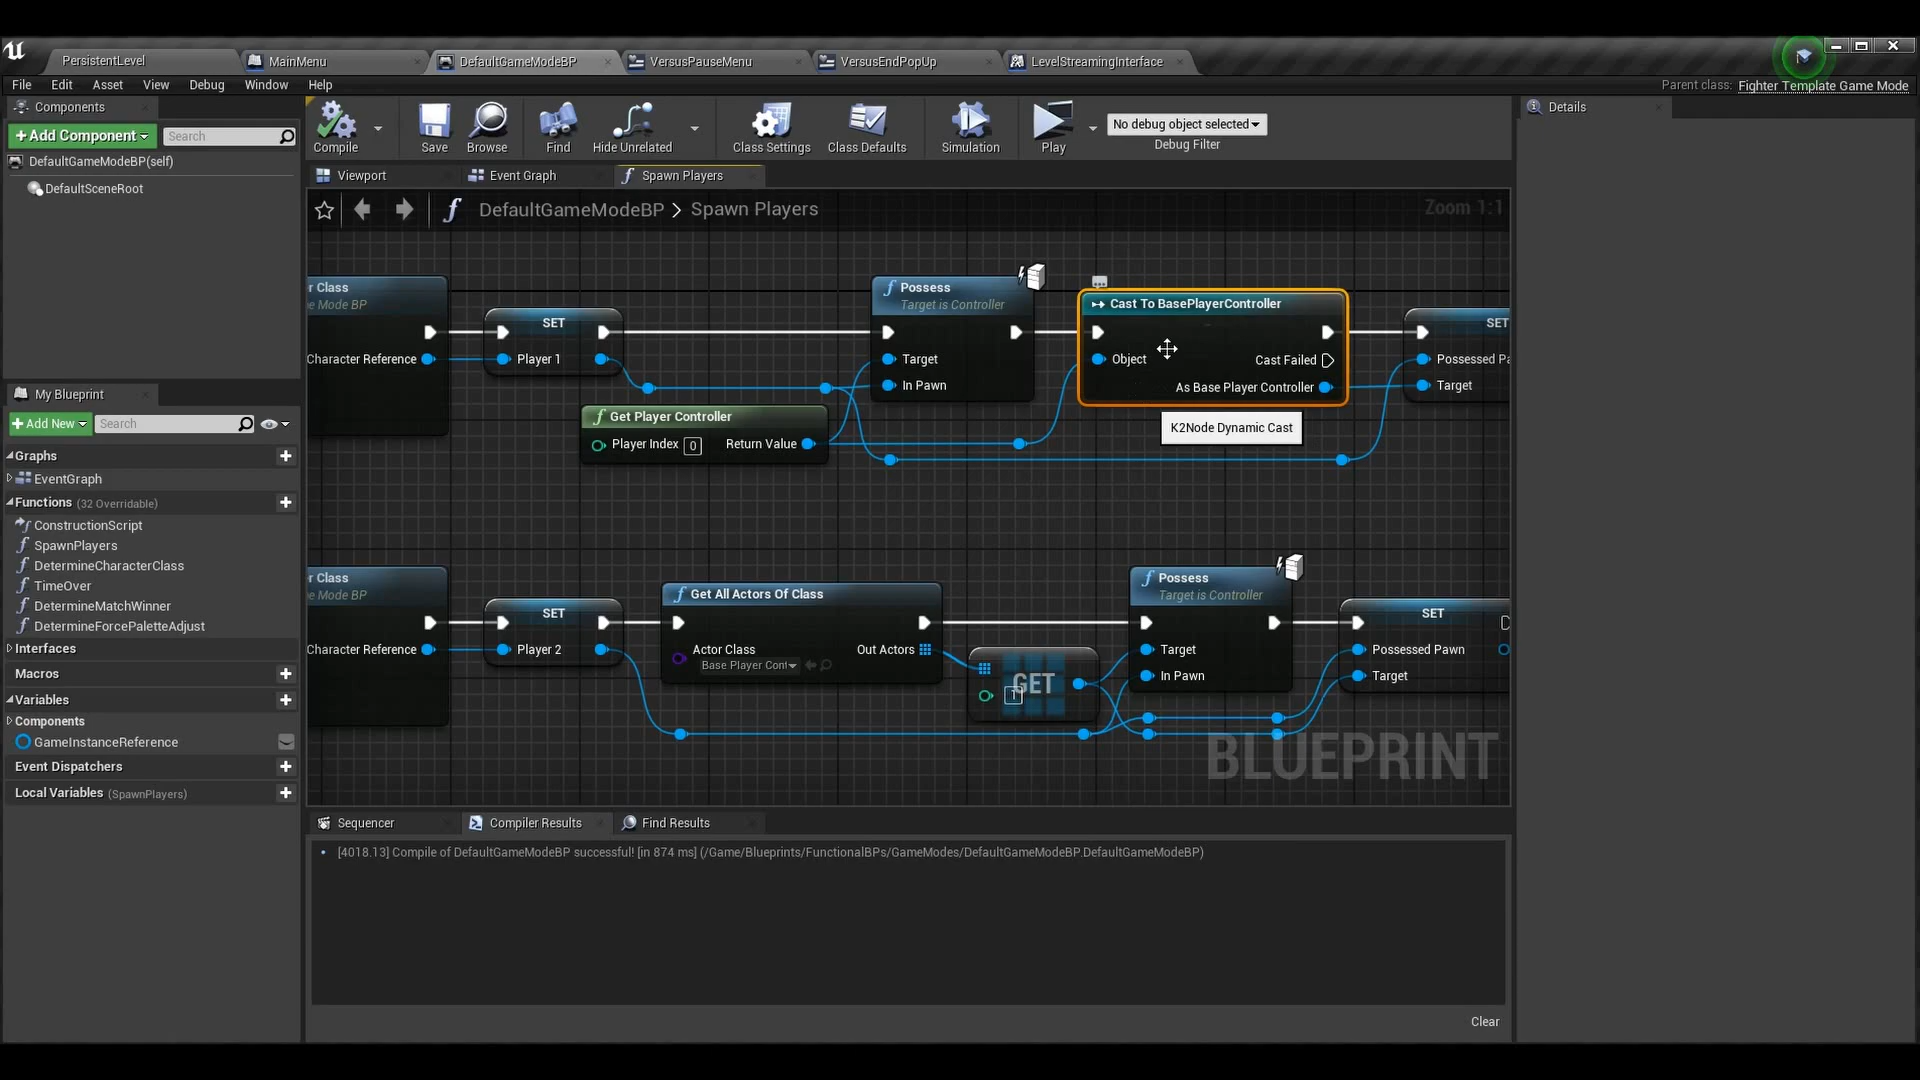 PersistentLevel
MainMenu
DefaultGameModeBP
VersusPauseMenu
VersusEndPopUp
LevelStreamingInterface
File Edit Asset View Debug Window Help
Parent class: Fighter Template Game Mode
Components
+Add Component
Search
DefaultGameModeBP(self)
DefaultSceneRoot
Compile
Save
Browse
Find
Hide Unrelated
Class Settings
Class Defaults
Simulation
Play
No debug object selected
Debug Filter
Details
Viewport
Event Graph
Spawn Players
DefaultGameModeBP > Spawn Players
Zoom 1:1
r Class
me Mode BP
Character Reference
SET
Player 1
Possess
Target is Controller
Target
In Pawn
Get Player Controller
Player Index 0
Return Value
Cast To BasePlayerController
Object
Cast Failed
As Base Player Controller
K2Node Dynamic Cast
SET
Possessed Pa
Target
r Class
me Mode BP
Character Reference
SET
Player 2
Get All Actors Of Class
Actor Class
Base Player Cont
Out Actors
GET
1
Possess
Target is Controller
Target
In Pawn
SET
Possessed Pawn
Target
BLUEPRINT
My Blueprint
+Add New
Search
Graphs
EventGraph
Functions (32 Overridable)
ConstructionScript
SpawnPlayers
DetermineCharacterClass
TimeOver
DetermineMatchWinner
DetermineForcePaletteAdjust
Interfaces
Macros
Variables
Components
GameInstanceReference
Event Dispatchers
Local Variables (SpawnPlayers)
Sequencer
Compiler Results
Find Results
[4018.13] Compile of DefaultGameModeBP successful! [in 874 ms] (/Game/Blueprints/FunctionalBPs/GameModes/DefaultGameModeBP.DefaultGameModeBP)
Clear